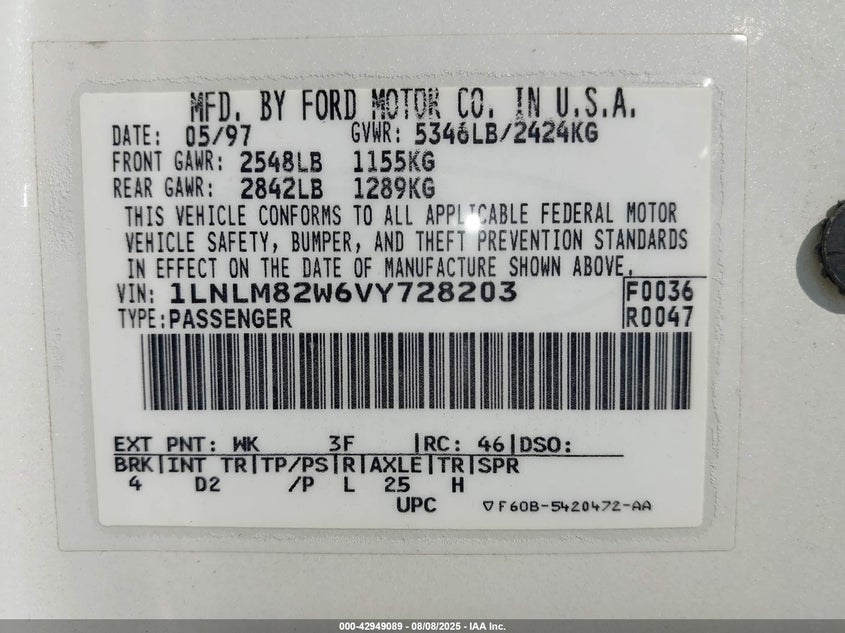 MFD. BY FORD MOTOR CO. IN U.S.A.
DATE: 05/97 GVWR: 5346LB/2424KG
FRONT GAWR: 2548LB 1155KG
REAR GAWR: 2842LB 1289KG
THIS VEHICLE CONFORMS TO ALL APPLICABLE FEDERAL MOTOR
VEHICLE SAFETY, BUMPER, AND THEFT PREVENTION STANDARDS
IN EFFECT ON THE DATE OF MANUFACTURE SHOWN ABOVE.
VIN: 1LNLM82W6VY728203 F0036
TYPE:PASSENGER R0047
EXT PNT: WK 3F |RC: 46|DSO:
BRK|INT TR|TP/PS|R|AXLE|TR|SPR
4 D2 /P L 25 H
UPC ▽F60B-5420472-AA
000-42949089 - 08/08/2025 - IAA Inc.